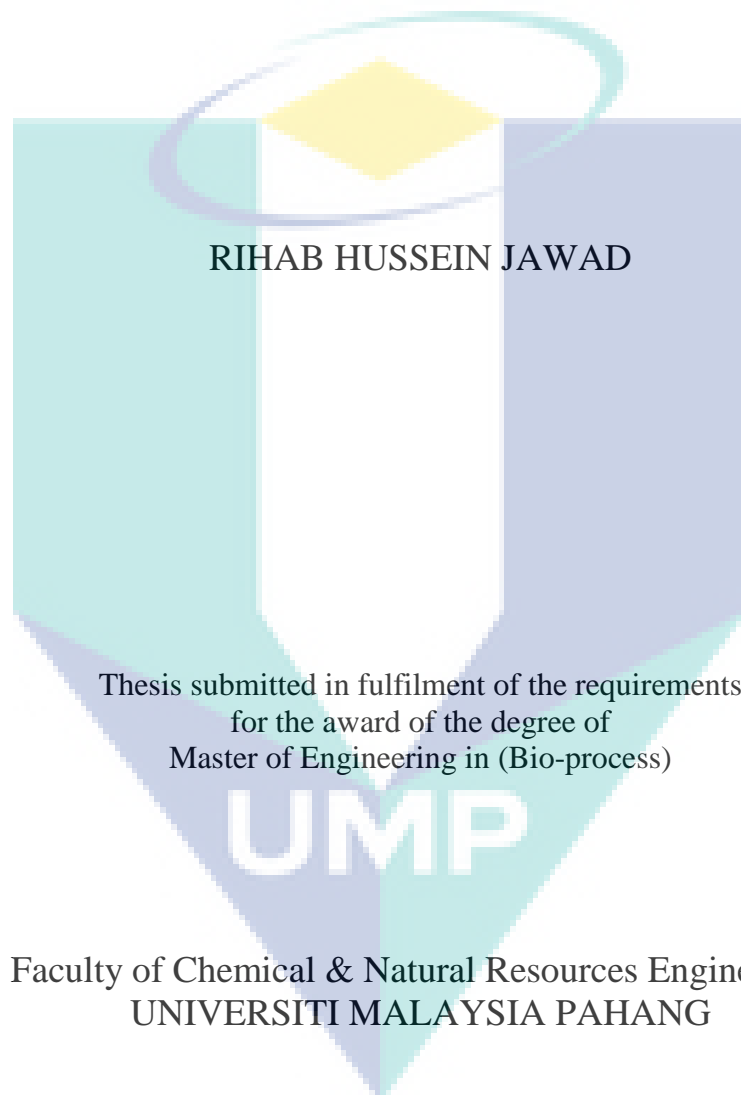 RIHAB HUSSEIN JAWAD
Thesis submitted in fulfilment of the requirements
for the award of the degree of
Master of Engineering in (Bio-process)
UMP
Faculty of Chemical & Natural Resources Engine
UNIVERSITI MALAYSIA PAHANG